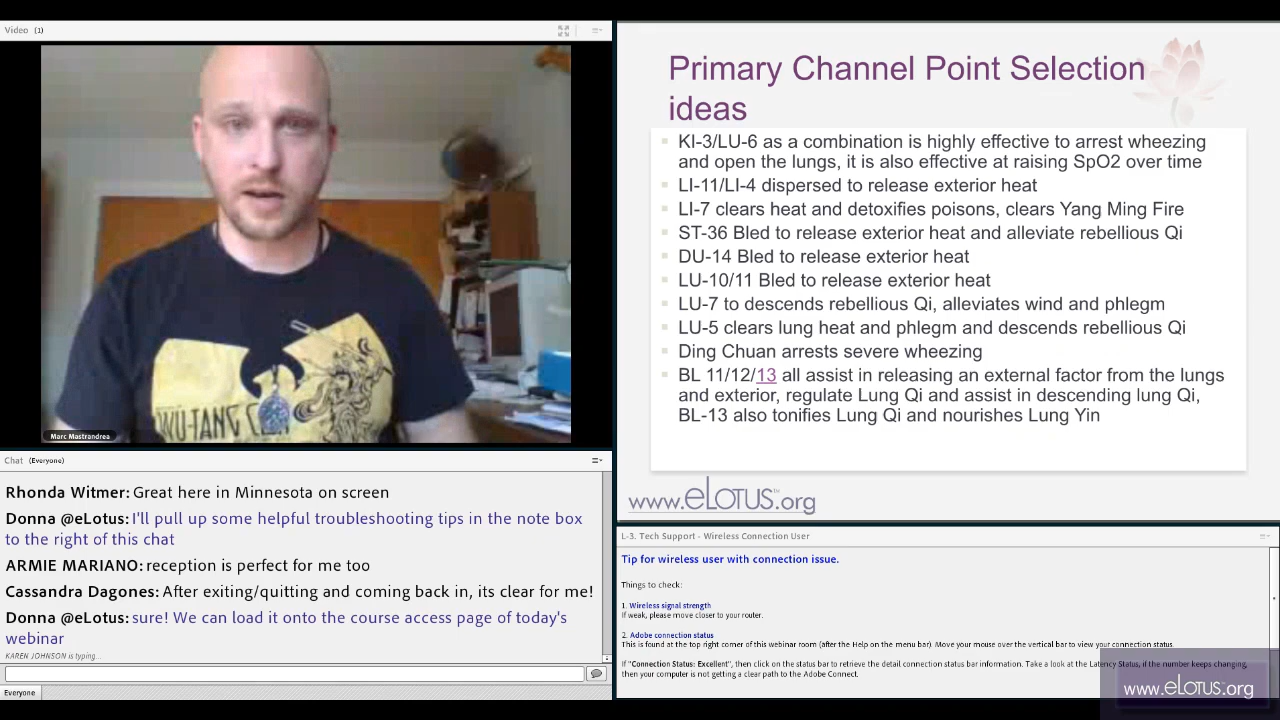 Video (1)
Marc Mastrandrea
WU-TANG CLAN
Chat (Everyone)
Rhonda Witmer: Great here in Minnesota on screen
Donna @eLotus: I'll pull up some helpful troubleshooting tips in the note box
to the right of this chat
ARMIE MARIANO: reception is perfect for me too
Cassandra Dagones: After exiting/quitting and coming back in, its clear for me!
Donna @eLotus: sure! We can load it onto the course access page of today's
webinar
KAREN JOHNSON is typing...
Everyone
Primary Channel Point Selection
ideas
KI-3/LU-6 as a combination is highly effective to arrest wheezing
and open the lungs, it is also effective at raising SpO2 over time
LI-11/LI-4 dispersed to release exterior heat
LI-7 clears heat and detoxifies poisons, clears Yang Ming Fire
ST-36 Bled to release exterior heat and alleviate rebellious Qi
DU-14 Bled to release exterior heat
LU-10/11 Bled to release exterior heat
LU-7 to descends rebellious Qi, alleviates wind and phlegm
LU-5 clears lung heat and phlegm and descends rebellious Qi
Ding Chuan arrests severe wheezing
BL 11/12/13 all assist in releasing an external factor from the lungs
and exterior, regulate Lung Qi and assist in descending lung Qi,
BL-13 also tonifies Lung Qi and nourishes Lung Yin
www.eLOTUS.org
L-3. Tech Support - Wireless Connection User
Tip for wireless user with connection issue.
Things to check:
1. Wireless signal strength
If weak, please move closer to your router.
2. Adobe connection status
This is found at the top right corner of this webinar room (after the Help on the menu bar) Move your mouse over the vertical bar to view your connection status
If "Connection Status: Excellent", then click on the status bar to retrieve the detail connection status bar information. Take a look at the Latency Status, if the number keeps changing,
then your computer is not getting a clear path to the Adobe Connect.
www.eLOTUS.org